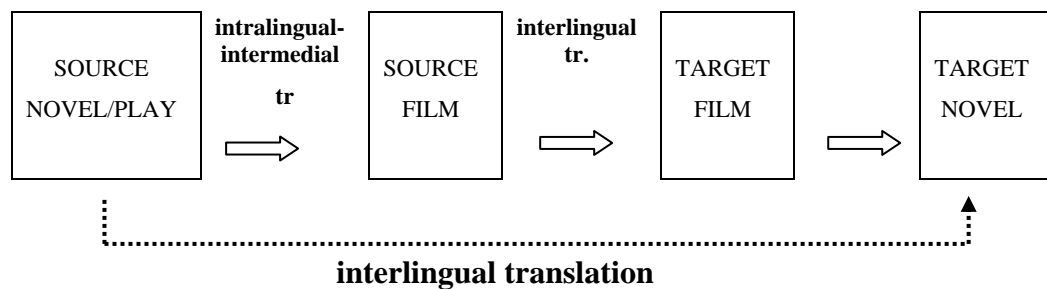 SOURCE
NOVEL/PLAY
intralingual-
intermedial
tr
SOURCE
FILM
interlingual
tr.
TARGET
FILM
TARGET
NOVEL
interlingual translation